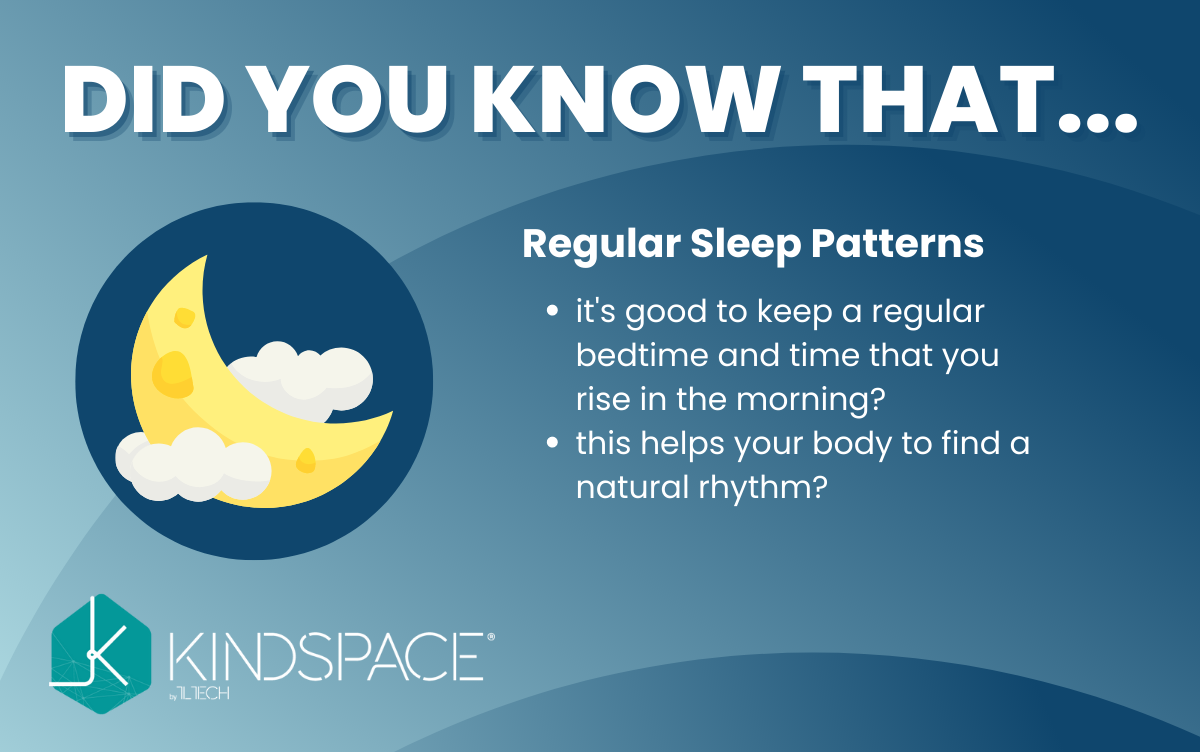 DID YOU KNOW THAT...
Regular Sleep Patterns
• it's good to keep a regular
bedtime and time that you
rise in the morning?
• this helps your body to find a
natural rhythm?
KINDSPACE®
by TLTECH